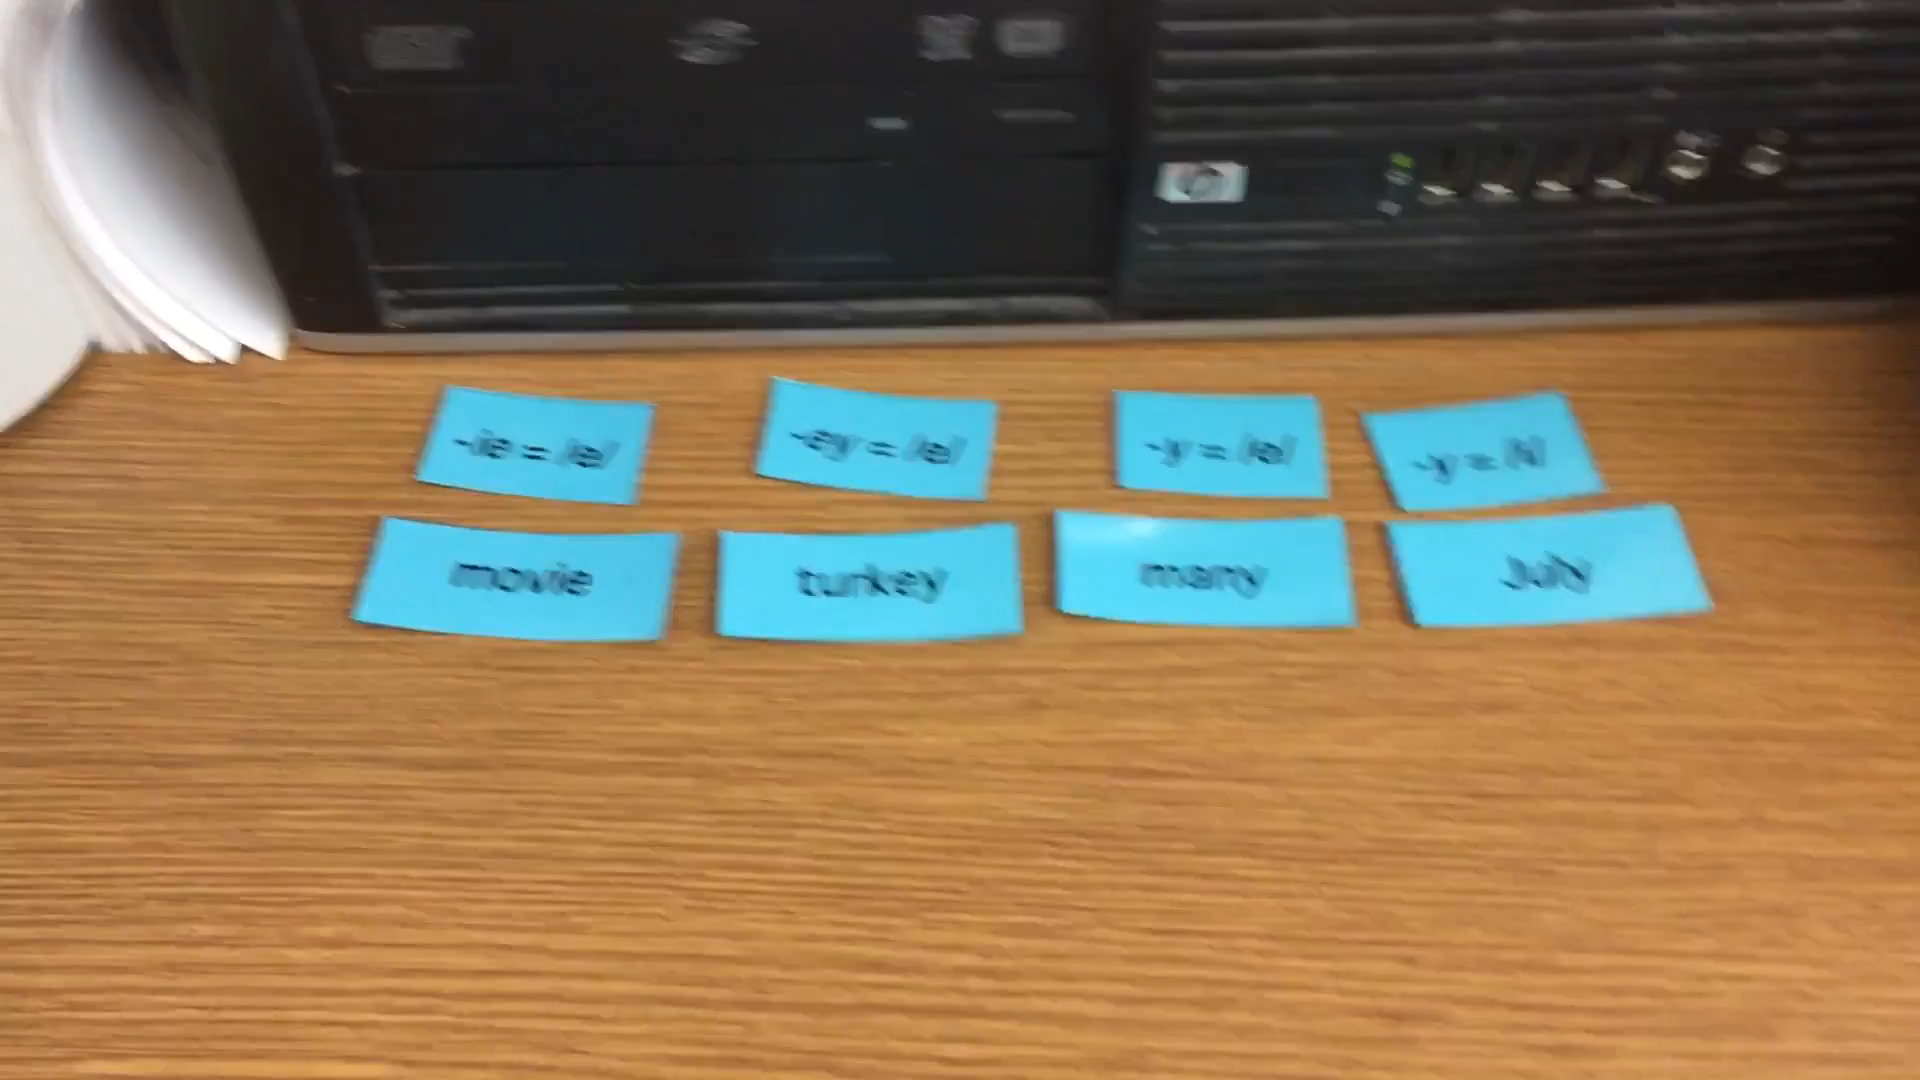 -ie = /e/
-ey = /e/
-y = /e/
-y = /i/
movie
turkey
many
July